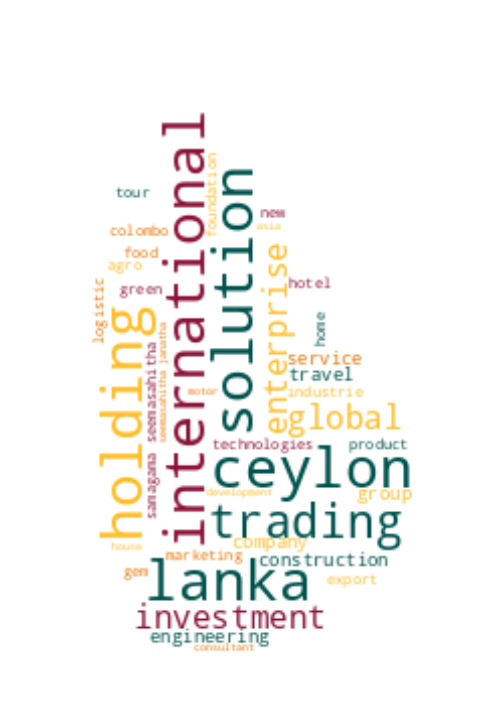 international
solution
foundation
tour
new
colombo
asia
food
agro
enterprise
green
hotel
logistic
holding
home
seemasahitha janatha
samagama seemasahitha
service
travel
motor
industrie
global
technologies
product
ceylon
development
group
trading
company
house
marketing
construction
gem
lanka
export
investment
engineering
consultant